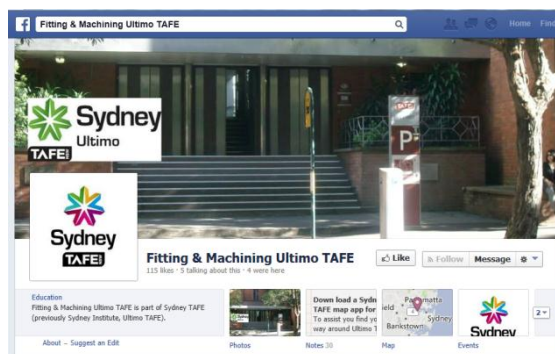 Fitting & Machining Ultimo TAFE
Home
Find
Sydney
Ultimo
TAFE
P
Sydney
TAFE
Fitting & Machining Ultimo TAFE
115 likes · 5 talking about this · 4 were here
Like
Follow
Message
Education
Fitting & Machining Ultimo TAFE is part of Sydney TAFE
(previously Sydney Institute, Ultimo TAFE).
About – Suggest an Edit
Photos
Down load a Sydn
TAFE map app for
To assist you find yo
way around Ultimo T
Notes 30
Parramatta
Sydney
Bankstown
Map
Sydney
Events
2